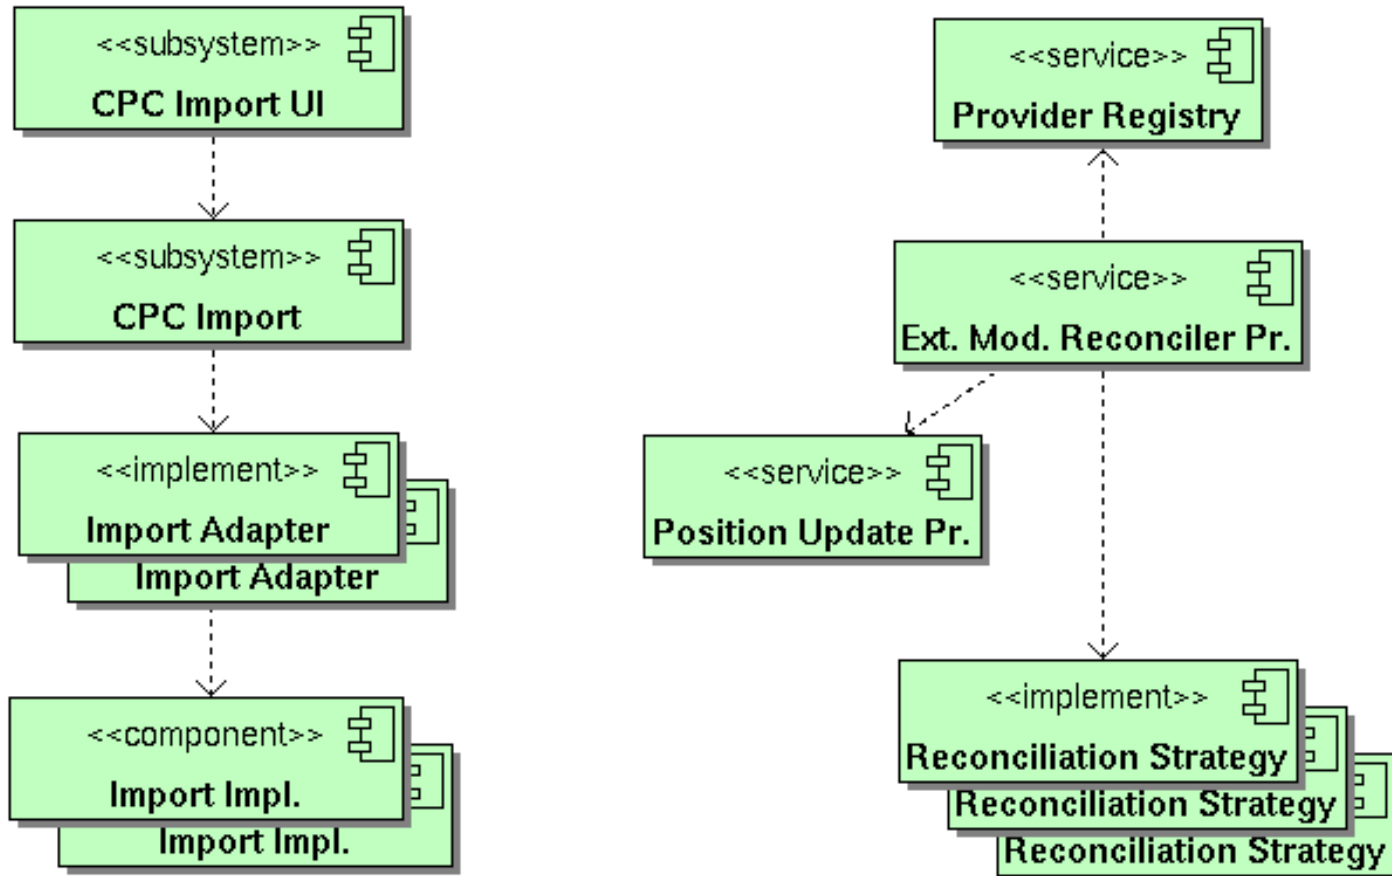 <<subsystem>>
CPC Import UI
<<subsystem>>
CPC Import
<<implement>>
Import Adapter
Import Adapter
<<component>>
Import Impl.
Import Impl.
<<service>>
Provider Registry
<<service>>
Ext. Mod. Reconciler Pr.
<<service>>
Position Update Pr.
<<implement>>
Reconciliation Strategy
Reconciliation Strategy
Reconciliation Strategy